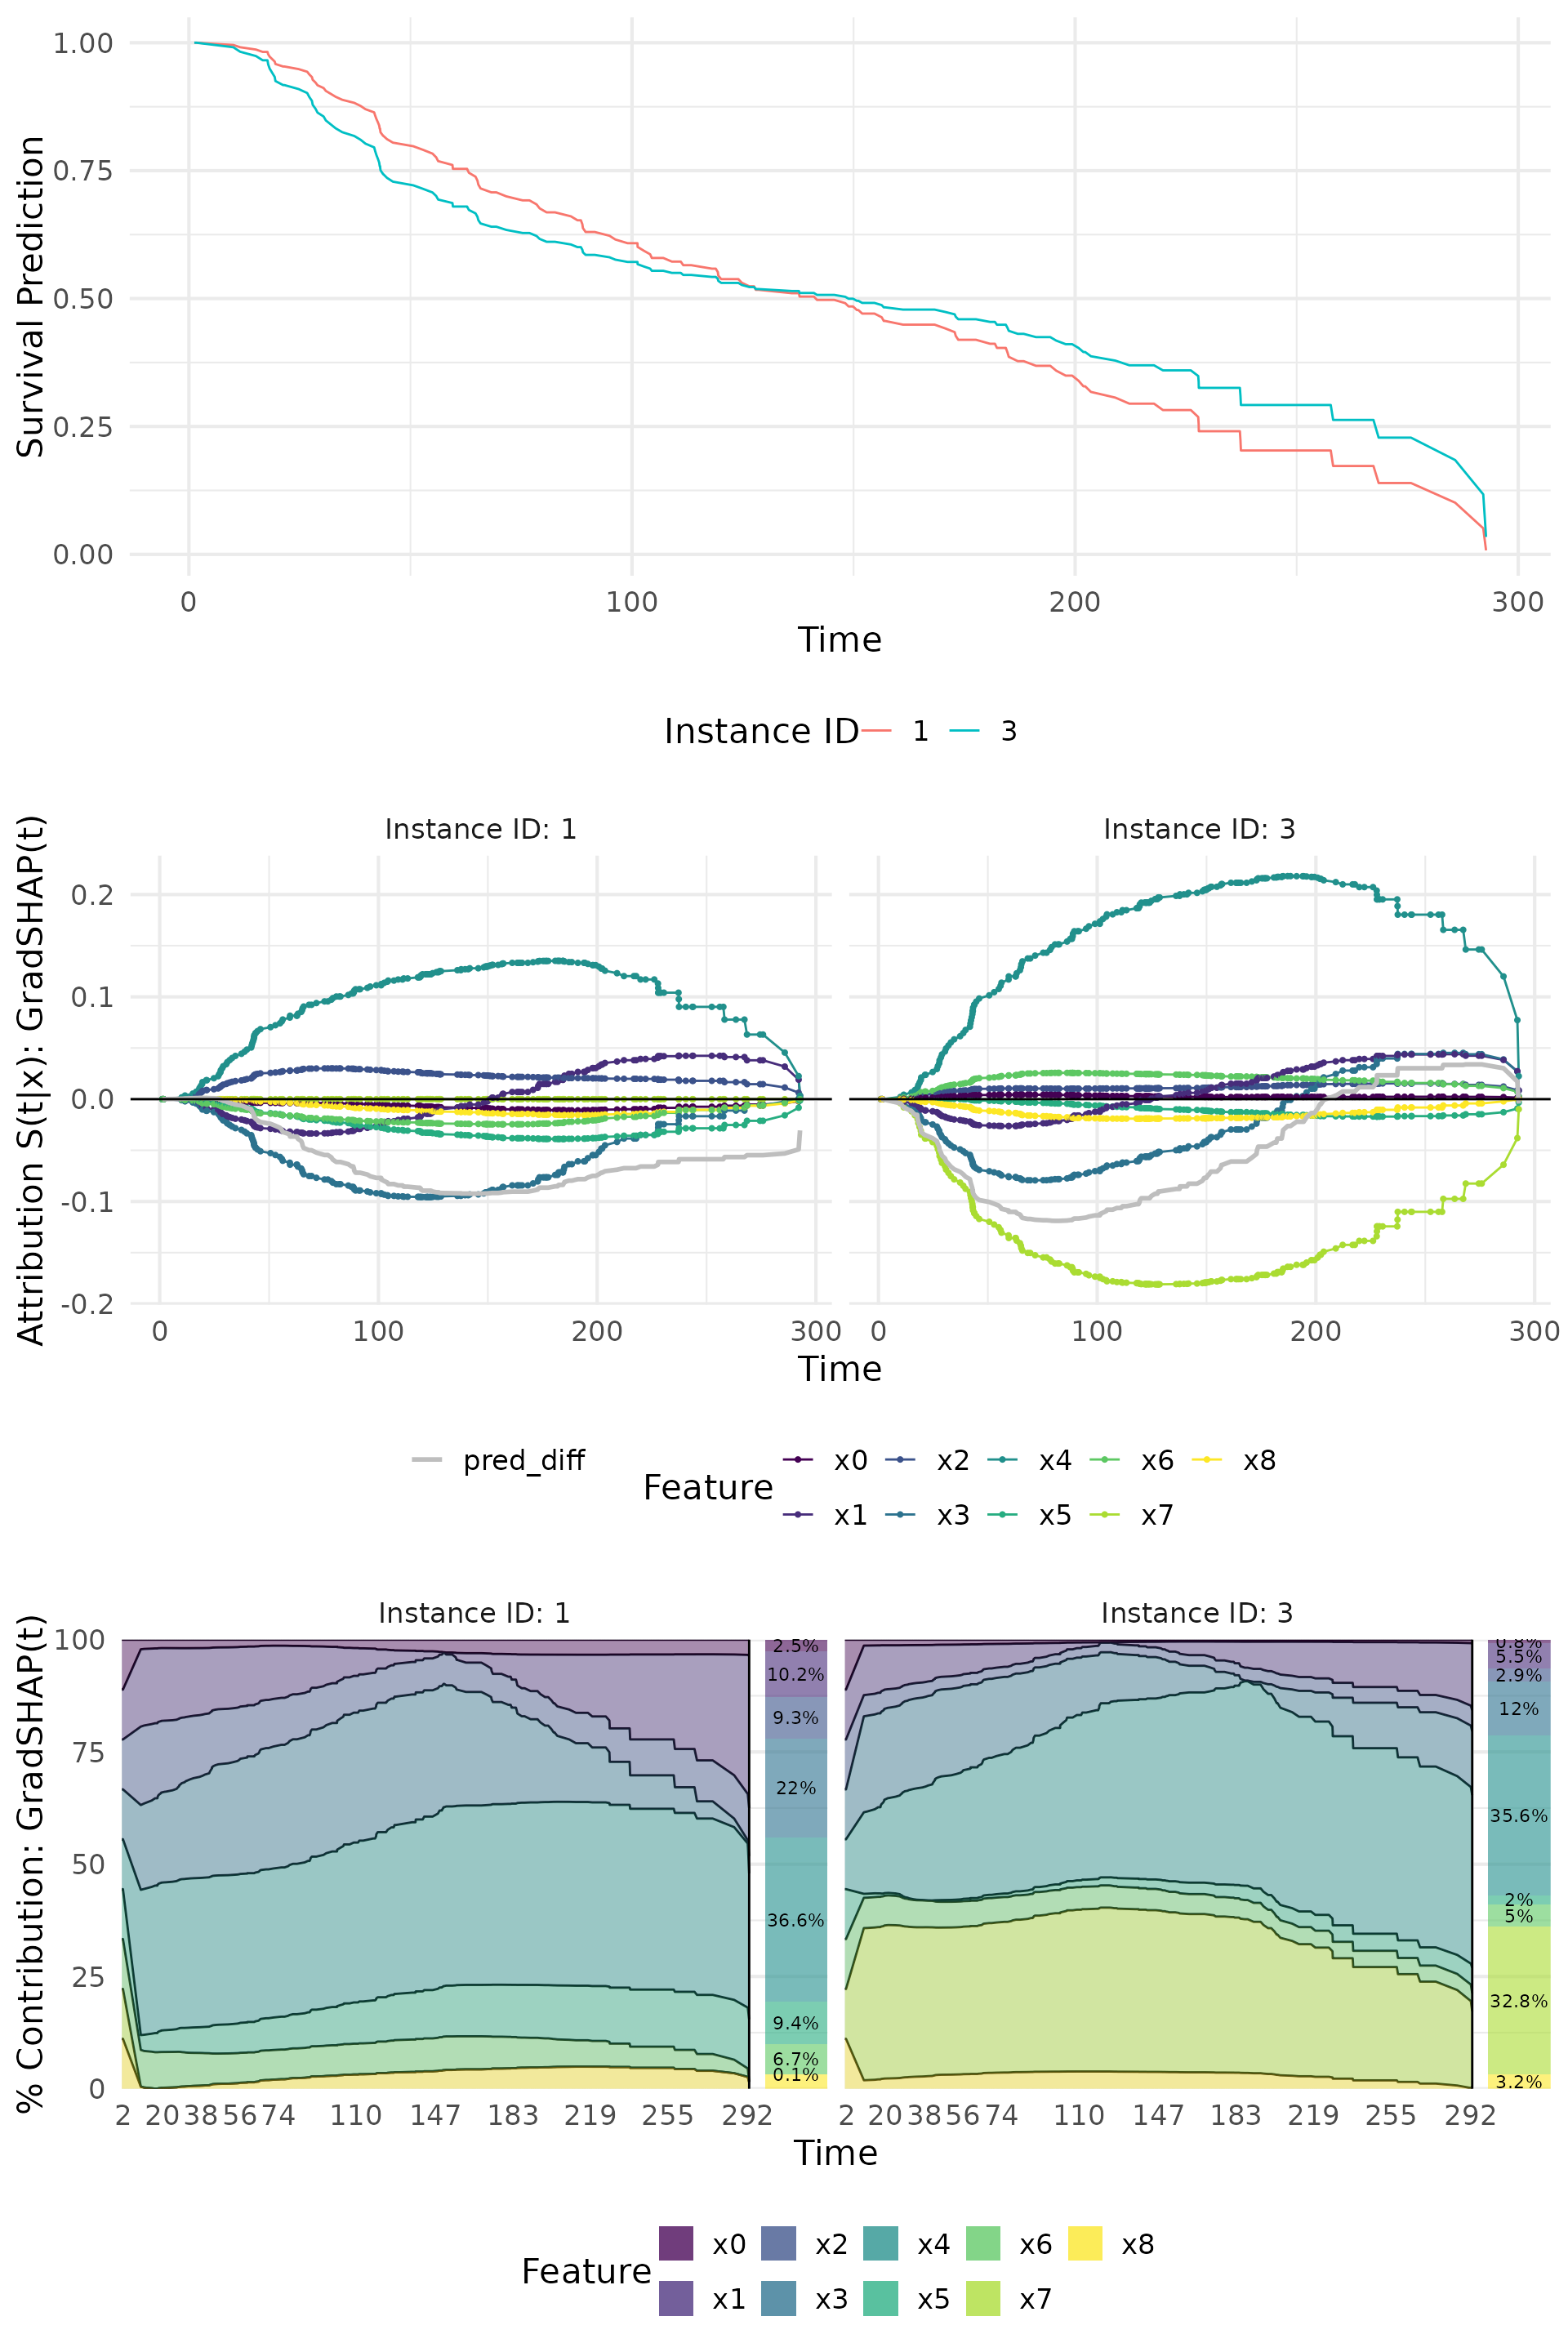 Survival Prediction
1.00
0.75
0.50
0.25
0.00
0 100 200 300
Time
Instance ID 1 3
Attribution S(t|x): GradSHAP(t)
Instance ID: 1 Instance ID: 3
0.2
0.1
0.0
-0.1
-0.2
0 100 200 300 0 100 200 300
Time
pred_diff
Feature
x0 x2 x4 x6 x8
x1 x3 x5 x7
% Contribution: GradSHAP(t)
Instance ID: 1 Instance ID: 3
100
75
50
25
0
2.5%
10.2%
9.3%
22%
36.6%
9.4%
6.7%
0.1%
0.8%
5.5%
2.9%
12%
35.6%
2%
5%
32.8%
3.2%
2 20 38 56 74 110 147 183 219 255 292 2 20 38 56 74 110 147 183 219 255 292
Time
Feature
x0 x2 x4 x6 x8
x1 x3 x5 x7